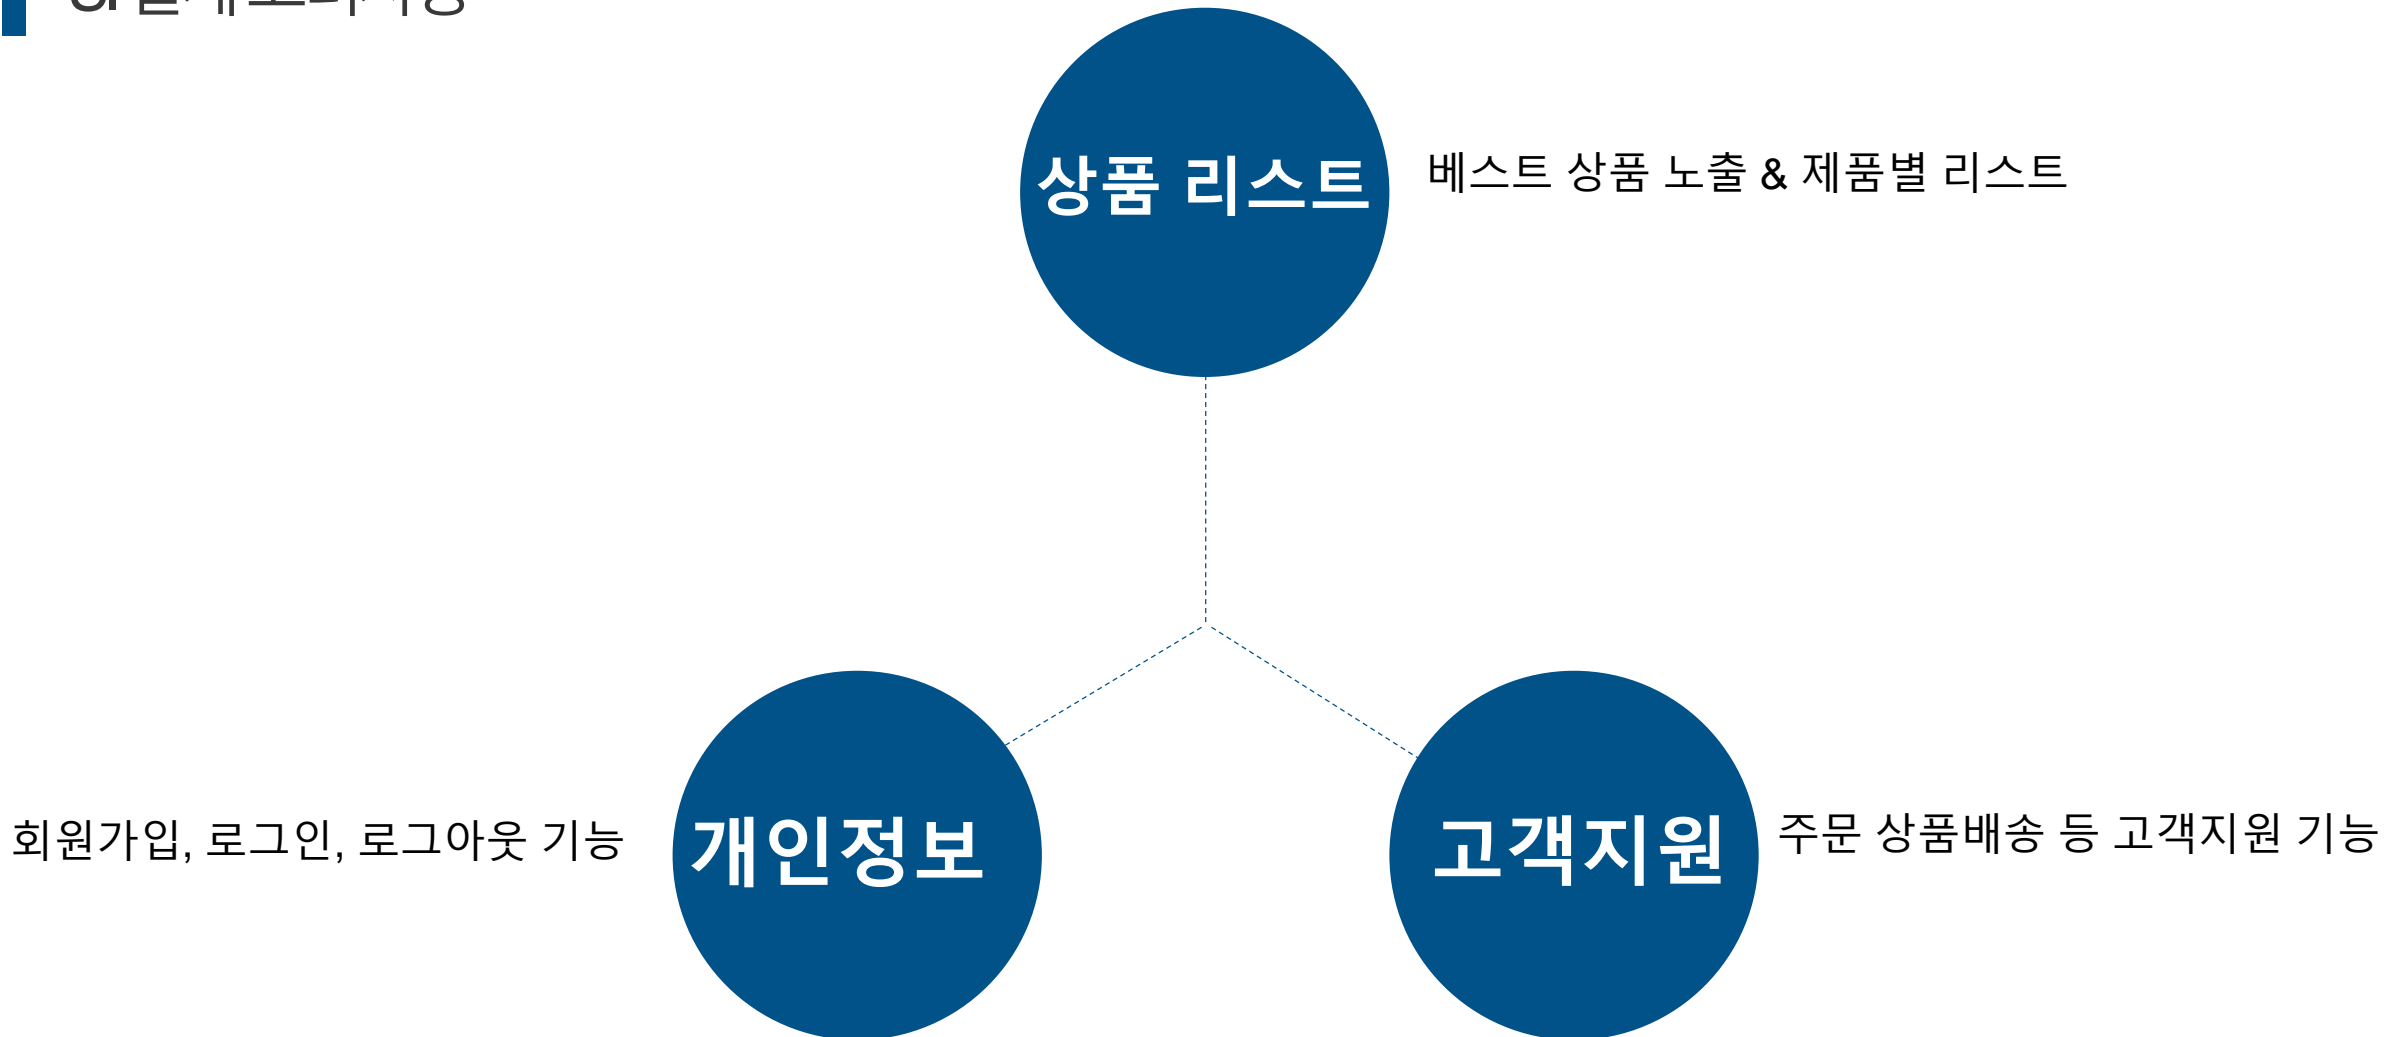 상품 리스트
베스트 상품 노출 & 제품별 리스트
개인정보
회원가입, 로그인, 로그아웃 기능
고객지원
주문 상품배송 등 고객지원 기능